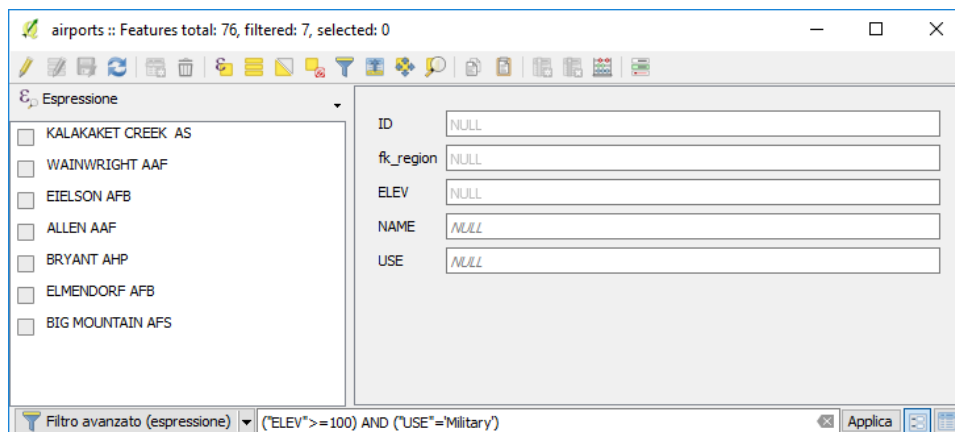 airports :: Features total: 76, filtered: 7, selected: 0
Espressione
KALAKAKET CREEK  AS
WAINWRIGHT AAF
EIELSON AFB
ALLEN AAF
BRYANT AHP
ELMENDORF AFB
BIG MOUNTAIN AFS
ID NULL
fk_region NULL
ELEV NULL
NAME NULL
USE NULL
Filtro avanzato (espressione) ("ELEV">=100) AND ("USE"='Military') Applica